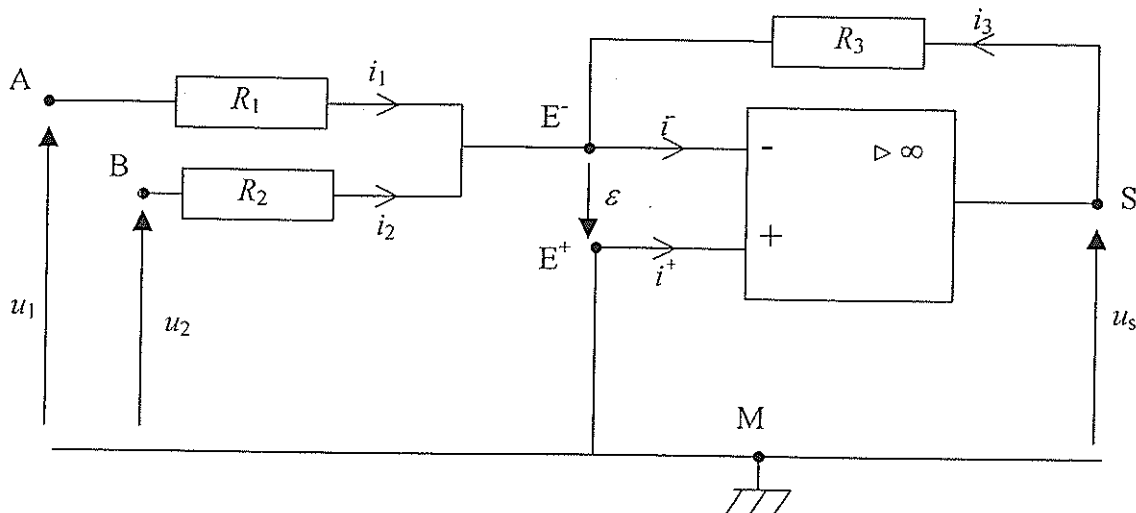 R₃
i₃
A
R₁
i₁
E⁻
i⁻
-
▷ ∞
B
R₂
i₂
ε
S
E⁺
i⁺
+
u₁
u₂
uₛ
M